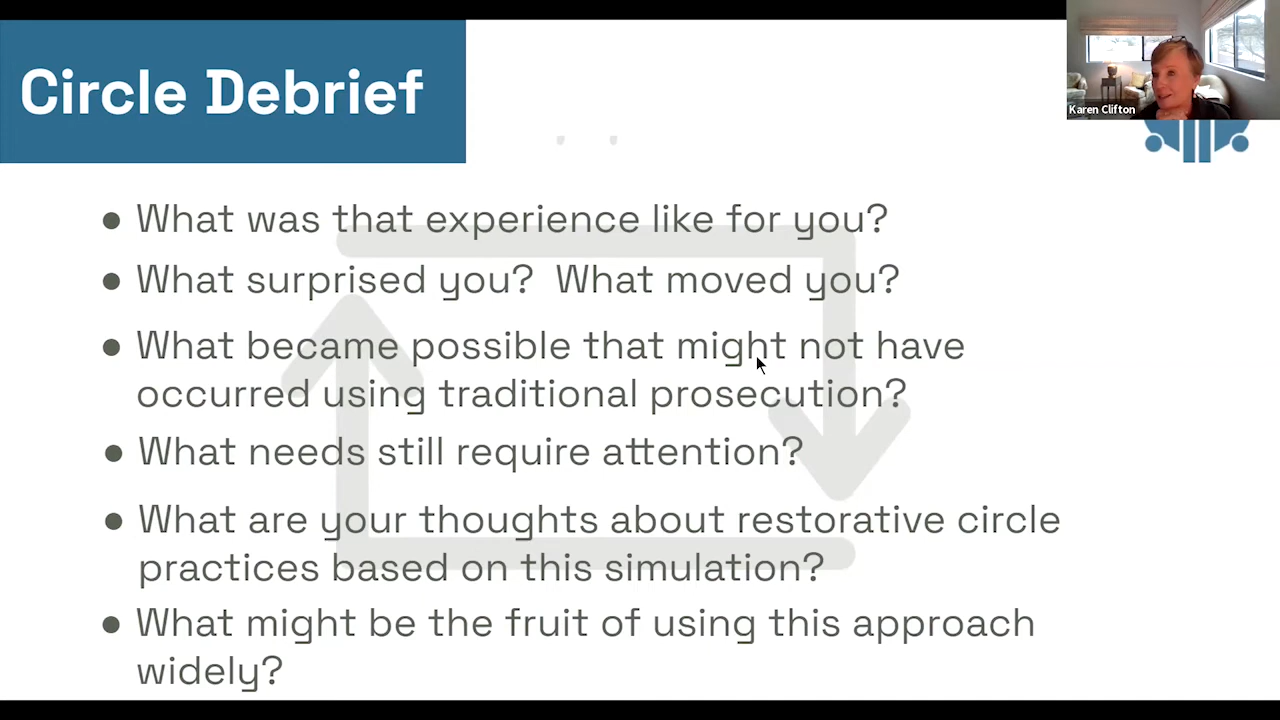 Circle Debrief
Karen Clifton
● What was that experience like for you?
● What surprised you?  What moved you?
● What became possible that might not have
occurred using traditional prosecution?
● What needs still require attention?
● What are your thoughts about restorative circle
practices based on this simulation?
● What might be the fruit of using this approach
widely?